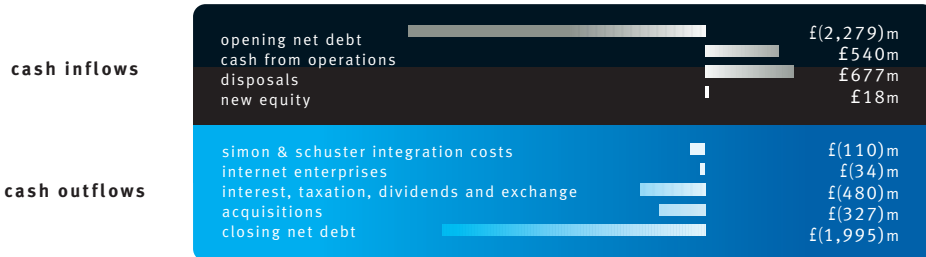 cash inflows
opening net debt £(2,279)m
cash from operations £540m
disposals £677m
new equity £18m
cash outflows
simon & schuster integration costs £(110)m
internet enterprises £(34)m
interest, taxation, dividends and exchange £(480)m
acquisitions £(327)m
closing net debt £(1,995)m